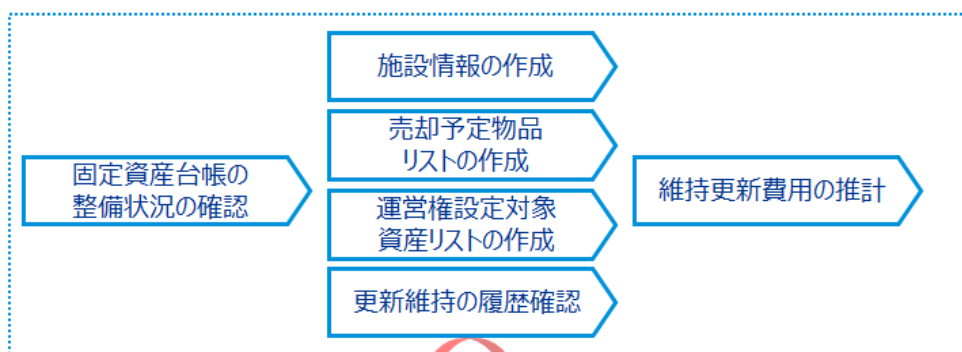 施設情報の作成
売却予定物品
リストの作成
固定資産台帳の
整備状況の確認
維持更新費用の推計
運営権設定対象
資産リストの作成
更新維持の履歴確認